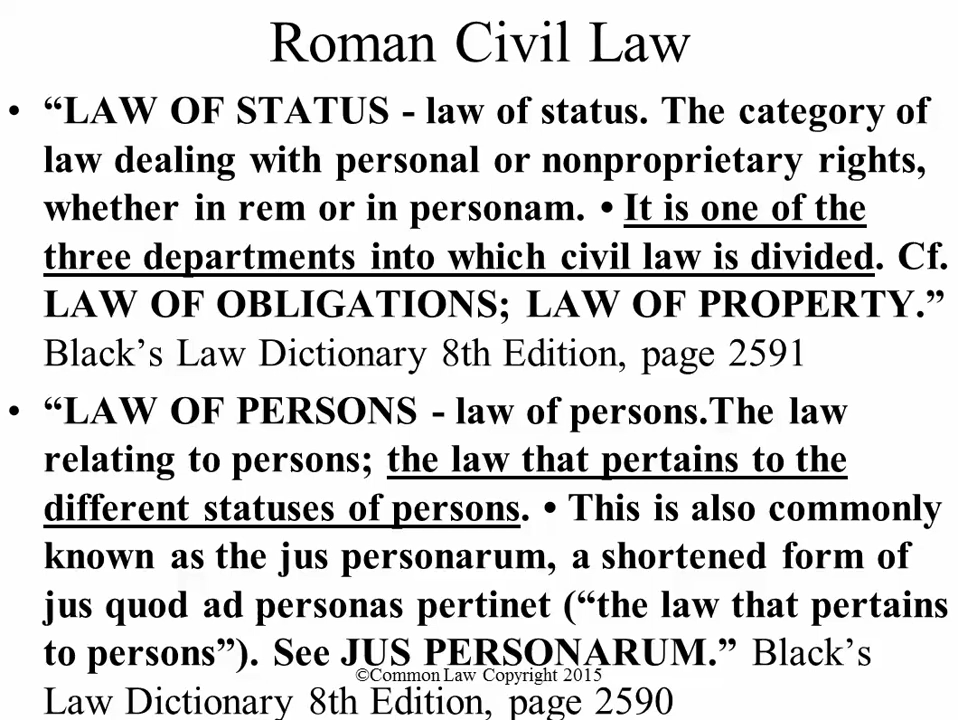 Roman Civil Law
• “LAW OF STATUS - law of status. The category of
law dealing with personal or nonproprietary rights,
whether in rem or in personam. • It is one of the
three departments into which civil law is divided. Cf.
LAW OF OBLIGATIONS; LAW OF PROPERTY.”
Black’s Law Dictionary 8th Edition, page 2591
• “LAW OF PERSONS - law of persons.The law
relating to persons; the law that pertains to the
different statuses of persons. • This is also commonly
known as the jus personarum, a shortened form of
jus quod ad personas pertinet (“the law that pertains
to persons”). See JUS PERSONARUM.” Black’s
©Common Law Copyright 2015
Law Dictionary 8th Edition, page 2590